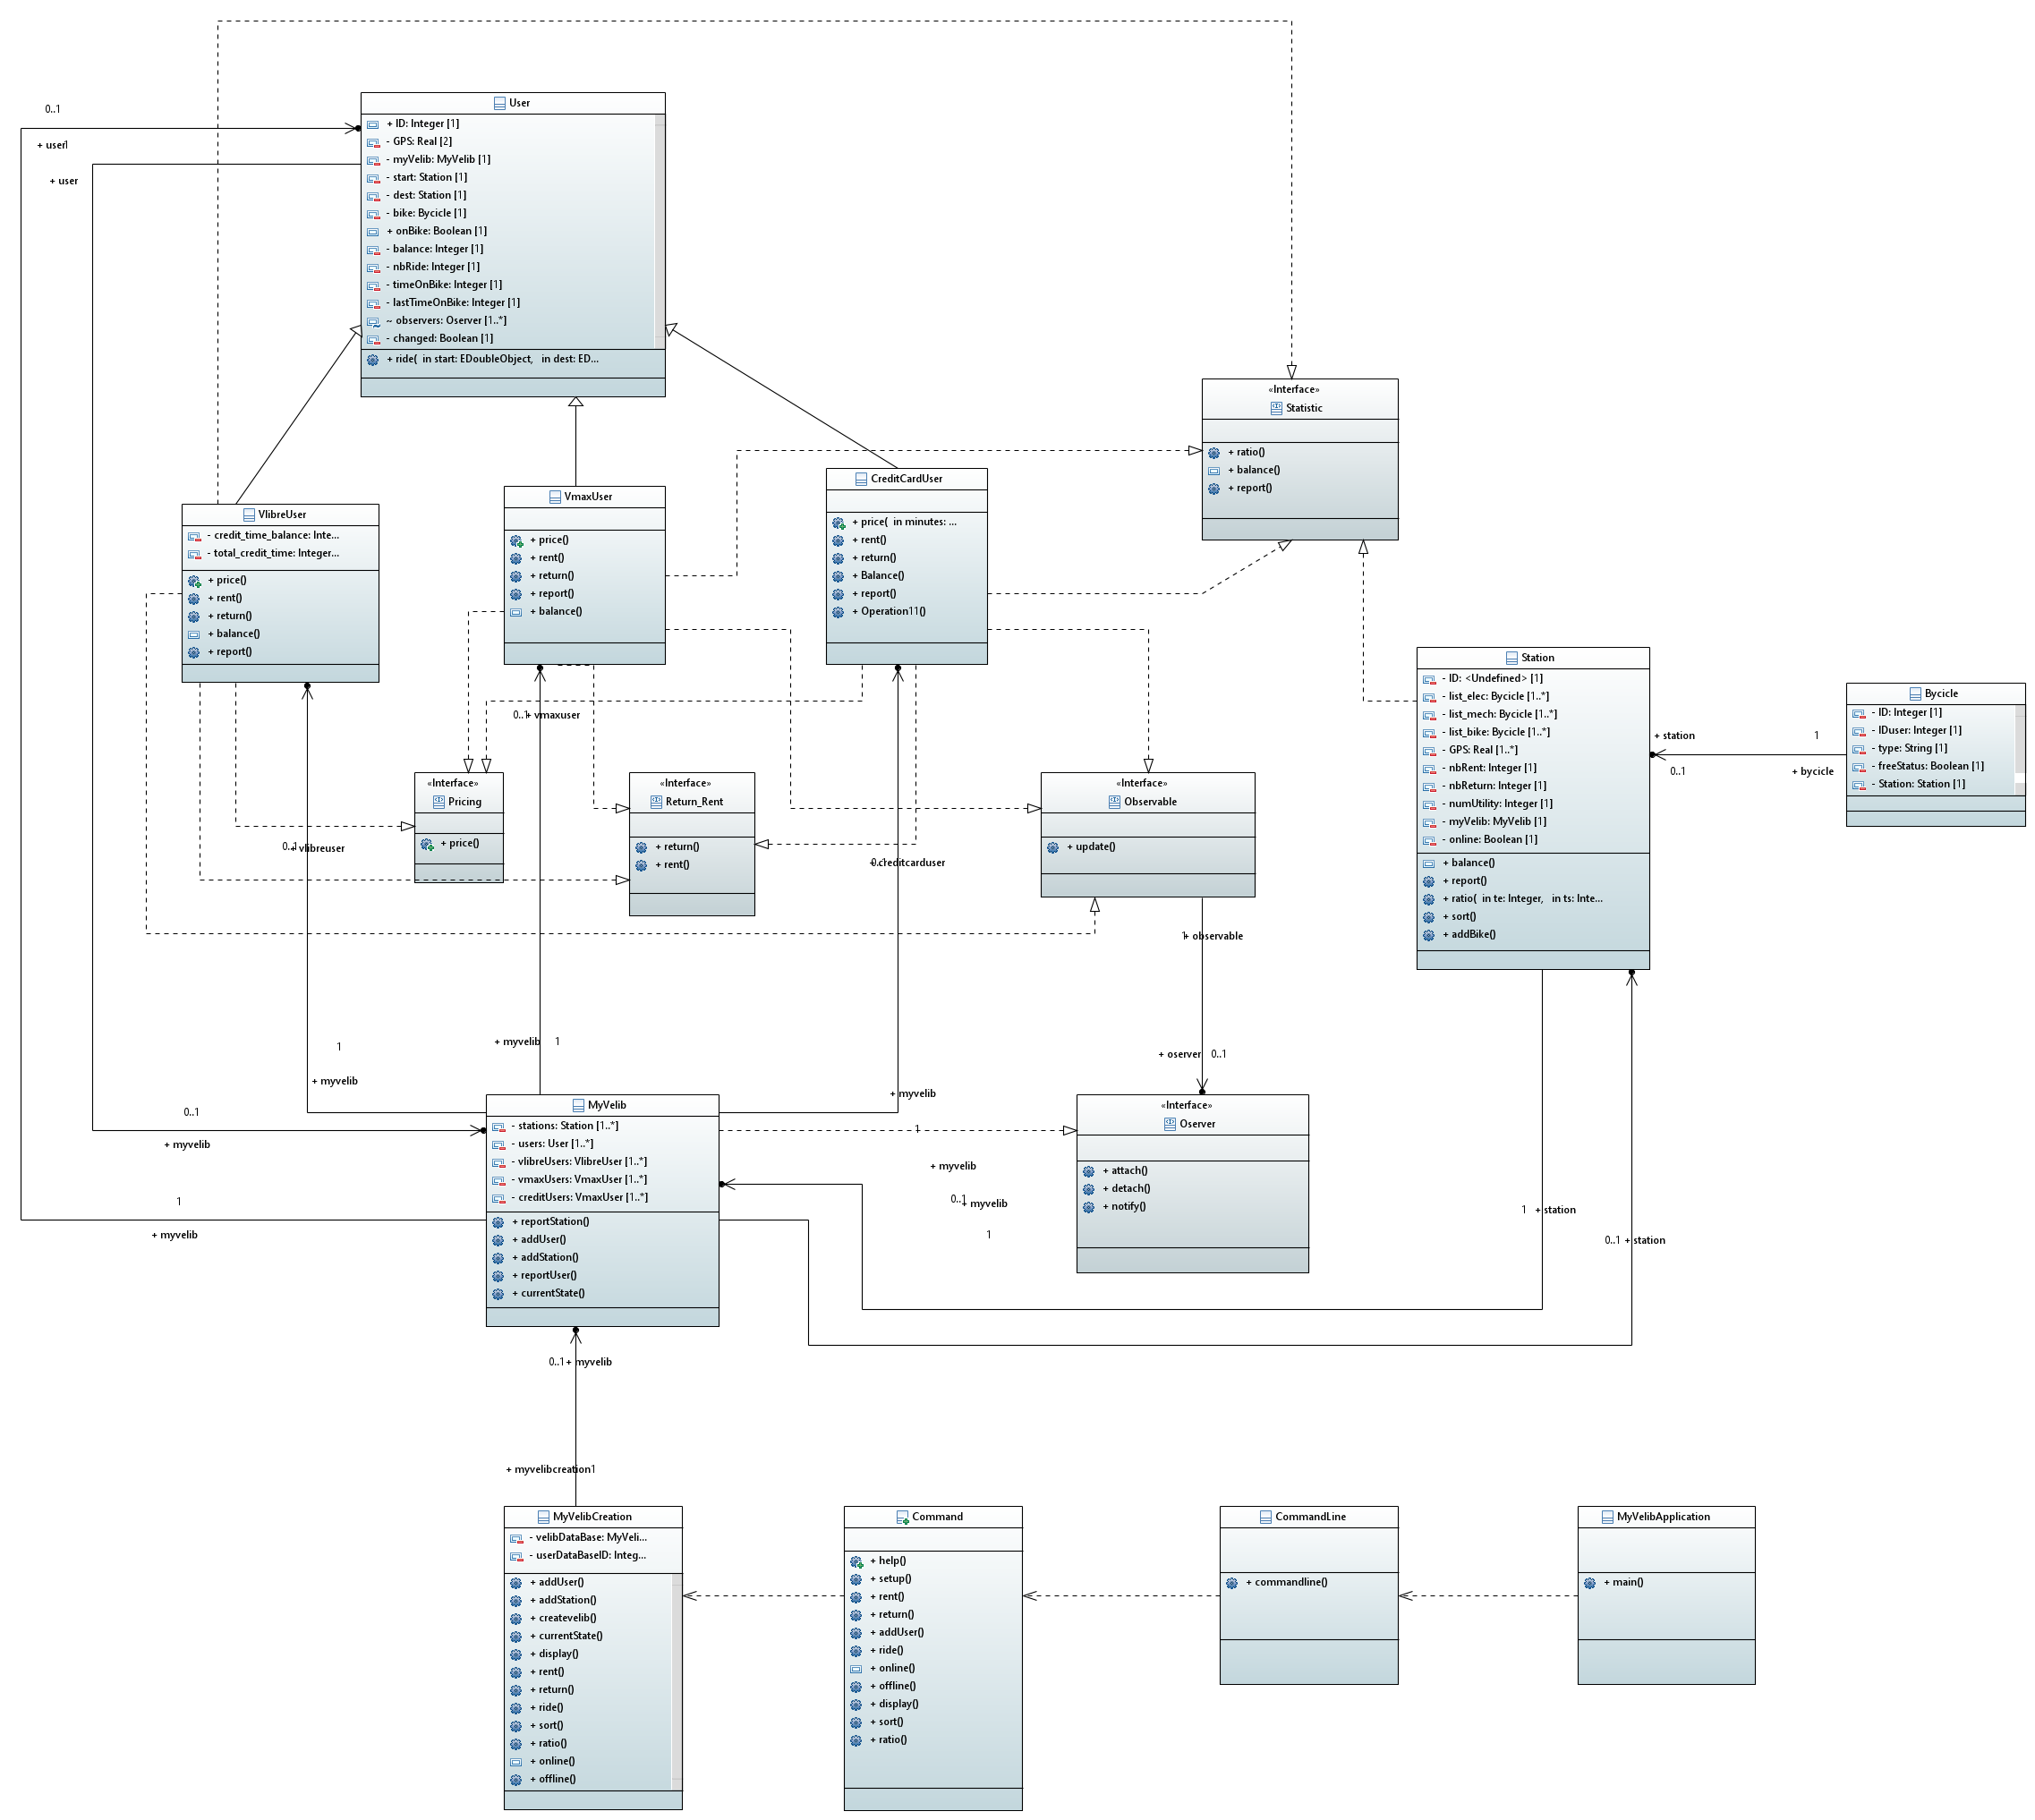 User
+ ID: Integer [1]
- GPS: Real [2]
- myVelib: MyVelib [1]
- start: Station [1]
- dest: Station [1]
- bike: Bycicle [1]
+ onBike: Boolean [1]
- balance: Integer [1]
- nbRide: Integer [1]
- timeOnBike: Integer [1]
- lastTimeOnBike: Integer [1]
~ observers: Oserver [1..*]
- changed: Boolean [1]
+ ride( in start: EDoubleObject, in dest: ED...
0..1
+ user
1
+ user
«Interface»
Statistic
+ ratio()
+ balance()
+ report()
VlibreUser
- credit_time_balance: Inte...
- total_credit_time: Integer...
+ price()
+ rent()
+ return()
+ balance()
+ report()
VmaxUser
+ price()
+ rent()
+ return()
+ report()
+ balance()
CreditCardUser
+ price( in minutes: ...
+ rent()
+ return()
+ Balance()
+ report()
+ Operation11()
Station
- ID: <Undefined> [1]
- list_elec: Bycicle [1..*]
- list_mech: Bycicle [1..*]
- list_bike: Bycicle [1..*]
- GPS: Real [1..*]
- nbRent: Integer [1]
- nbReturn: Integer [1]
- numUtility: Integer [1]
- myVelib: MyVelib [1]
- online: Boolean [1]
+ balance()
+ report()
+ ratio( in te: Integer, in ts: Inte...
+ sort()
+ addBike()
Bycicle
- ID: Integer [1]
- IDuser: Integer [1]
- type: String [1]
- freeStatus: Boolean [1]
- Station: Station [1]
+ station
1
0..1
+ bycicle
0..1
+ vmaxuser
«Interface»
Pricing
+ price()
«Interface»
Return_Rent
+ return()
+ rent()
«Interface»
Observable
+ update()
0..1
+ vlibreuser
0..1
+ creditcarduser
1
+ observable
+ myvelib
1
1
+ myvelib
+ oserver
0..1
+ myvelib
0..1
+ myvelib
1
+ myvelib
MyVelib
- stations: Station [1..*]
- users: User [1..*]
- vlibreUsers: VlibreUser [1..*]
- vmaxUsers: VmaxUser [1..*]
- creditUsers: VmaxUser [1..*]
+ reportStation()
+ addUser()
+ addStation()
+ reportUser()
+ currentState()
1
+ myvelib
0..1
+ myvelib
1
«Interface»
Oserver
+ attach()
+ detach()
+ notify()
1
+ station
0..1
+ station
0..1
+ myvelib
+ myvelibcreation
1
MyVelibCreation
- velibDataBase: MyVeli...
- userDataBaseID: Integ...
+ addUser()
+ addStation()
+ createvelib()
+ currentState()
+ display()
+ rent()
+ return()
+ ride()
+ sort()
+ ratio()
+ online()
+ offline()
Command
+ help()
+ setup()
+ rent()
+ return()
+ addUser()
+ ride()
+ online()
+ offline()
+ display()
+ sort()
+ ratio()
CommandLine
+ commandline()
MyVelibApplication
+ main()